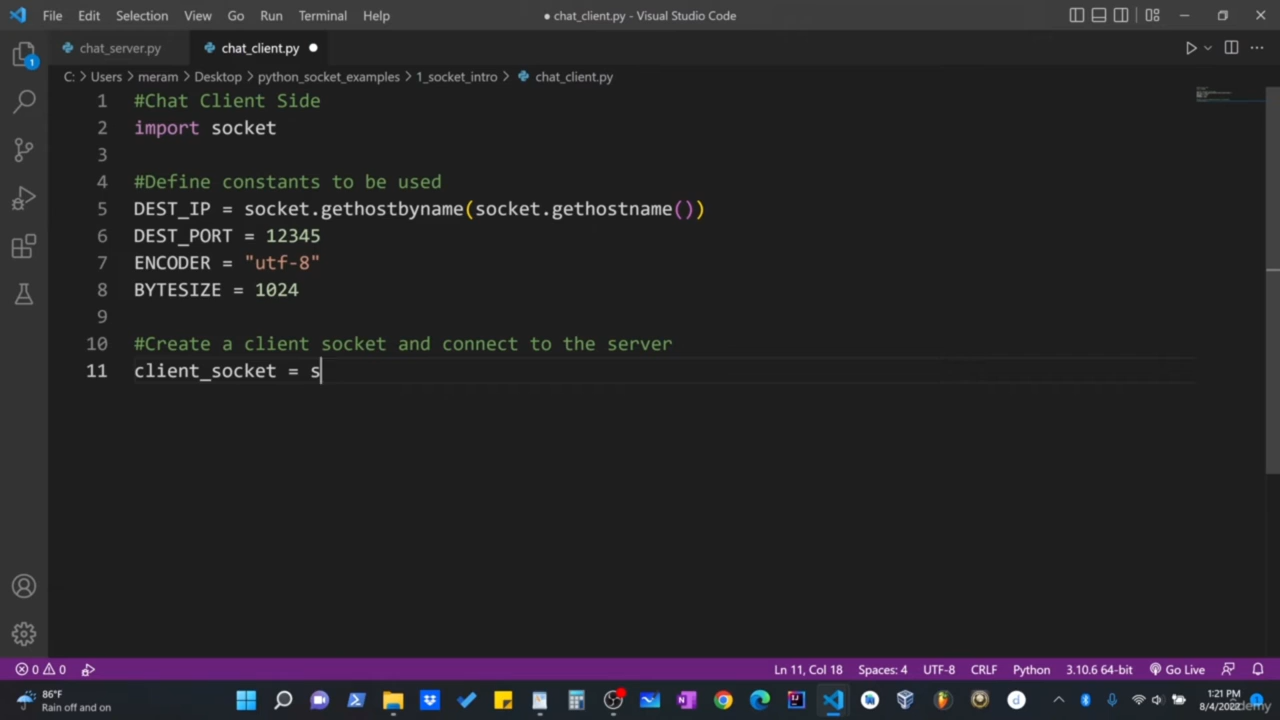 File Edit Selection View Go Run Terminal Help
● chat_client.py - Visual Studio Code
chat_server.py
chat_client.py ●
C: > Users > meram > Desktop > python_socket_examples > 1_socket_intro > chat_client.py
1 #Chat Client Side
2 import socket
3
4 #Define constants to be used
5 DEST_IP = socket.gethostbyname(socket.gethostname())
6 DEST_PORT = 12345
7 ENCODER = "utf-8"
8 BYTESIZE = 1024
9
10 #Create a client socket and connect to the server
11 client_socket = s
1
0 0
Ln 11, Col 18 Spaces: 4 UTF-8 CRLF Python 3.10.6 64-bit Go Live
86°F
Rain off and on
1:21 PM
8/4/2022